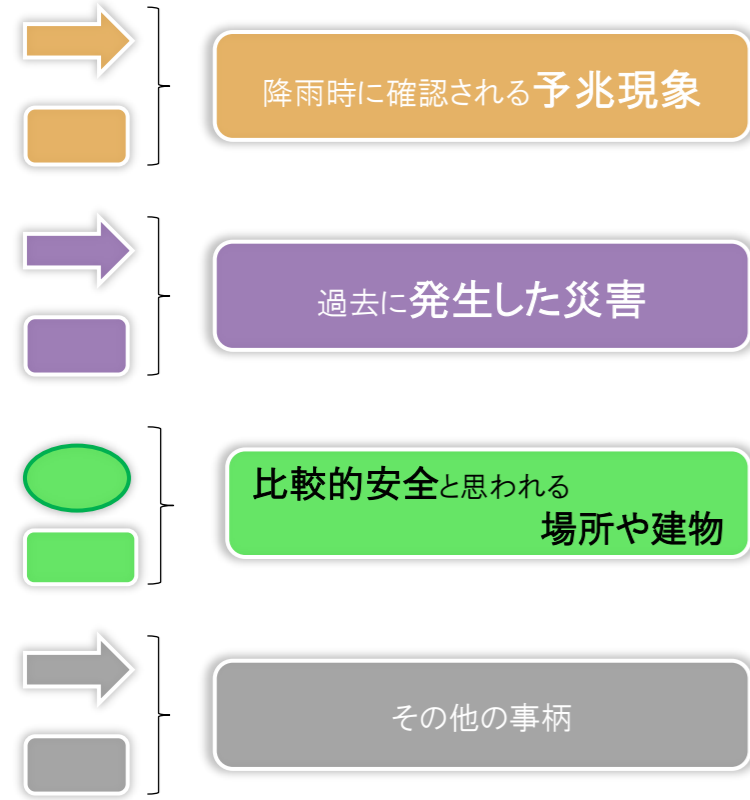 降雨時に確認される予兆現象
過去に発生した災害
比較的安全と思われる
場所や建物
その他の事柄